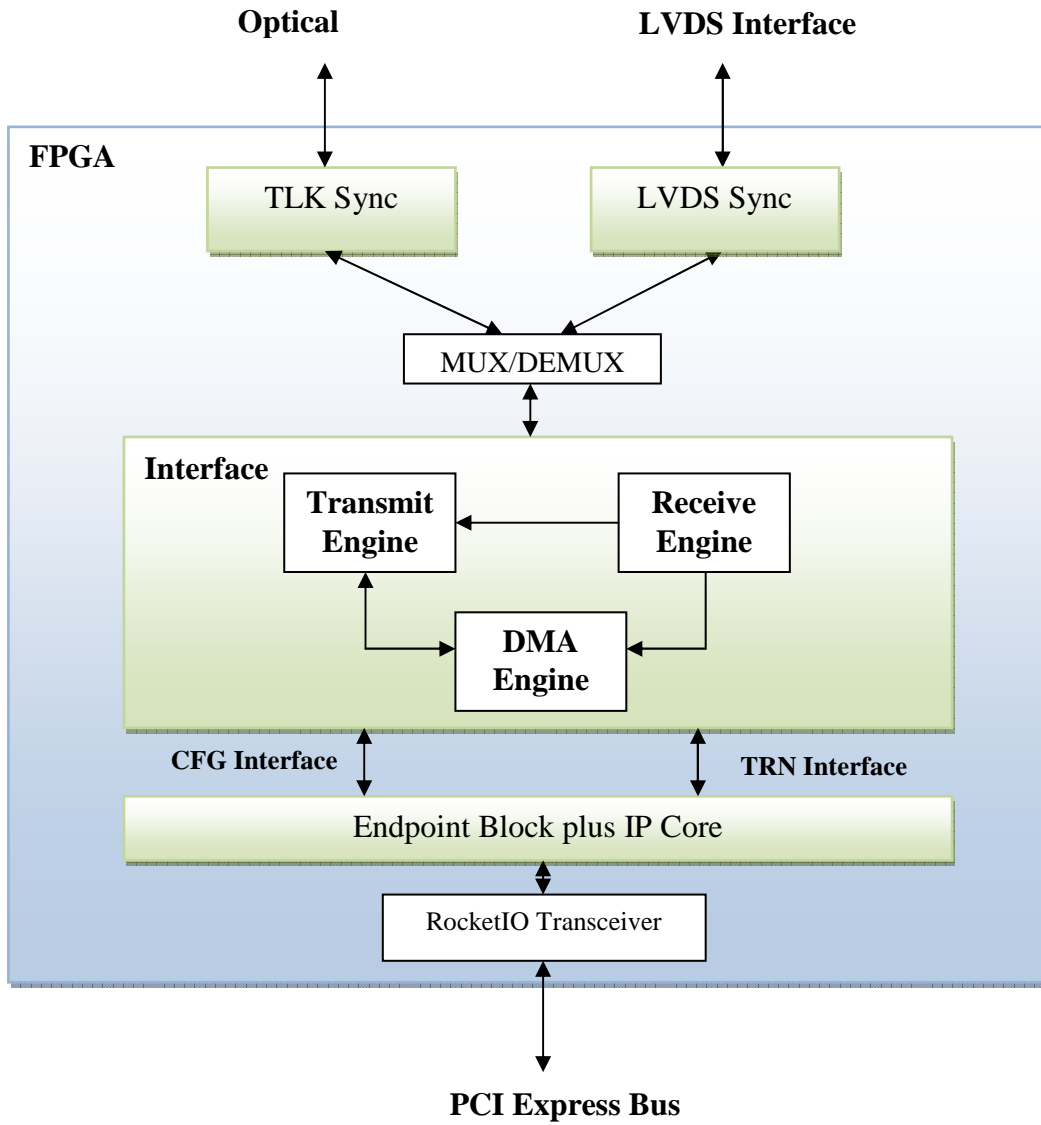 Optical
LVDS Interface
FPGA
TLK Sync
LVDS Sync
MUX/DEMUX
Interface
Transmit
Engine
Receive
Engine
DMA
Engine
CFG Interface
TRN Interface
Endpoint Block plus IP Core
RocketIO Transceiver
PCI Express Bus